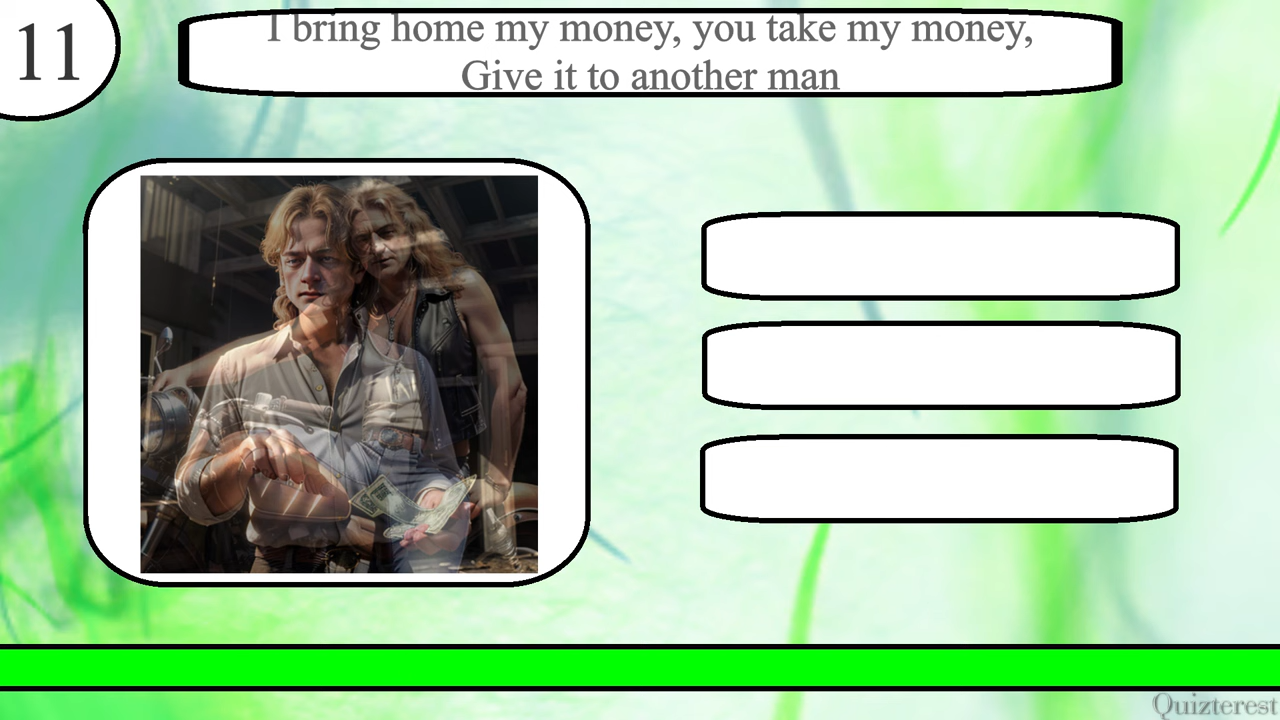 11
I bring home my money, you take my money,
Give it to another man
Quizterest